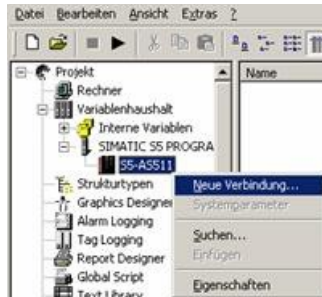 Datei Bearbeiten Ansicht Extras ?
Projekt
Name
Rechner
Variablenhaushalt
Interne Variablen
SIMATIC S5 PROGRA
S5-AS511
Strukturtypen
Neue Verbindung...
Graphics Designer
Systemparameter
Alarm Logging
Tag Logging
Suchen...
Report Designer
Einfügen
Global Script
Eigenschaften
Text Library